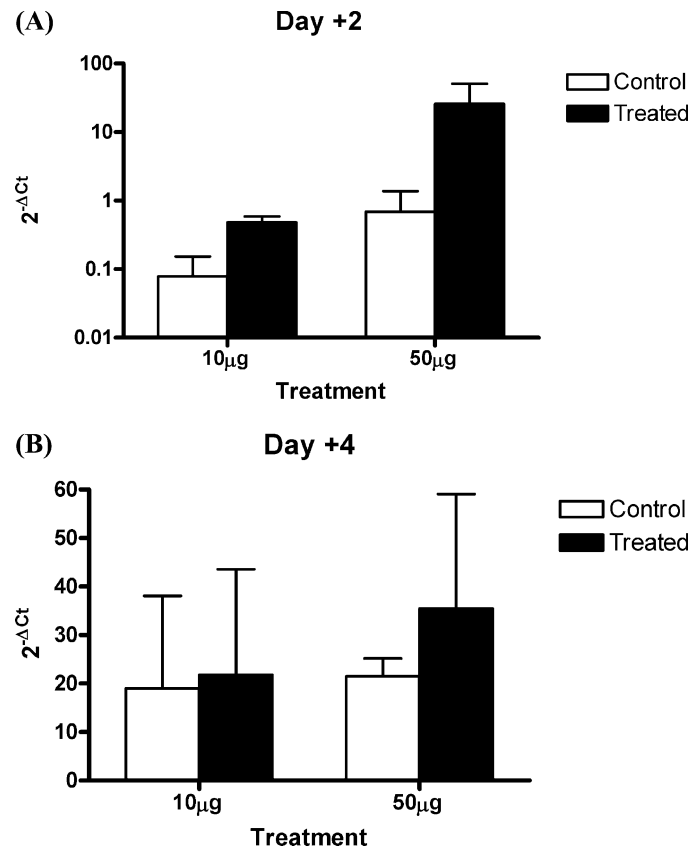 (A)
Day +2
100
10
1
0.1
0.01
2-ΔCt
10μg
50μg
Treatment
Control
Treated
(B)
Day +4
60
50
40
30
20
10
0
2-ΔCt
10μg
50μg
Treatment
Control
Treated